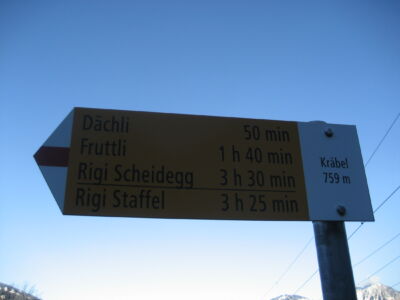 Dächli 50 min
Fruttli 1 h 40 min
Rigi Scheidegg 3 h 30 min
Rigi Staffel 3 h 25 min
Kräbel
759 m